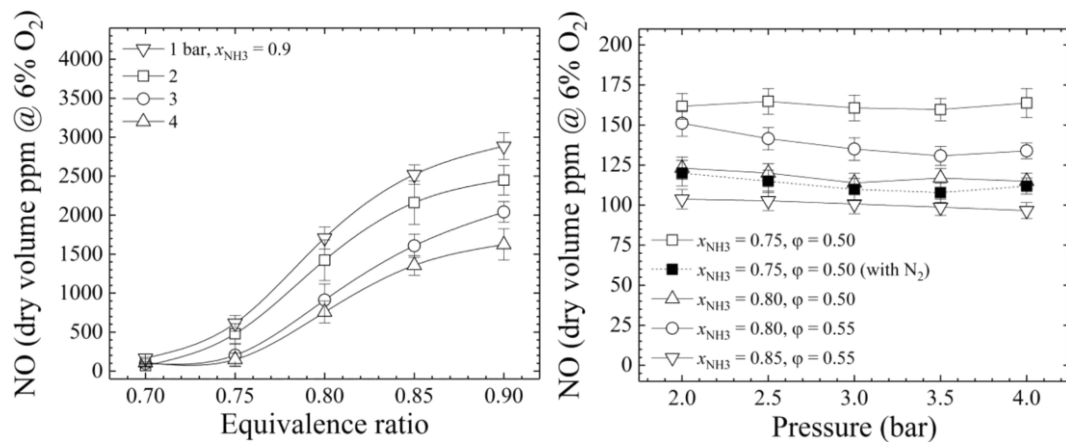 NO (dry volume ppm @ 6% O₂)
4000
3500
3000
2500
2000
1500
1000
500
0
1 bar, xNH3 = 0.9
2
3
4
0.70 0.75 0.80 0.85 0.90
Equivalence ratio
NO (dry volume ppm @ 6% O₂)
200
175
150
125
100
75
50
25
0
xNH3 = 0.75, φ = 0.50
xNH3 = 0.75, φ = 0.50 (with N₂)
xNH3 = 0.80, φ = 0.50
xNH3 = 0.80, φ = 0.55
xNH3 = 0.85, φ = 0.55
2.0 2.5 3.0 3.5 4.0
Pressure (bar)